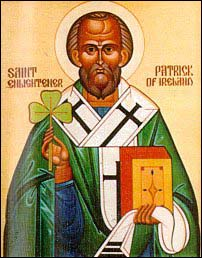 SAINT
ENLIGHTENER
PATRICK
OF IRELAND